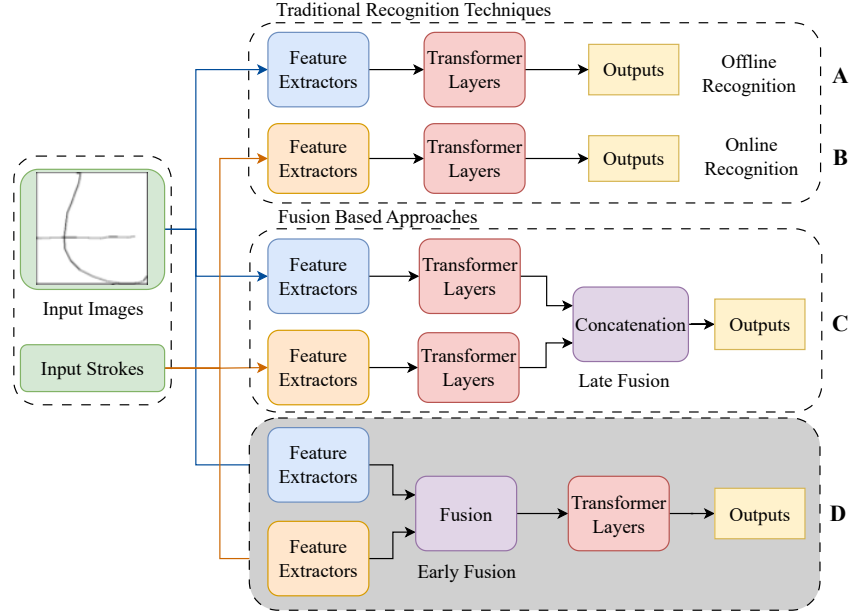 Traditional Recognition Techniques
Feature
Extractors
Transformer
Layers
Outputs
Offline
Recognition
A
Feature
Extractors
Transformer
Layers
Outputs
Online
Recognition
B
Input Images
Input Strokes
Fusion Based Approaches
Feature
Extractors
Transformer
Layers
Feature
Extractors
Transformer
Layers
Concatenation
Late Fusion
Outputs
C
Feature
Extractors
Feature
Extractors
Fusion
Early Fusion
Transformer
Layers
Outputs
D